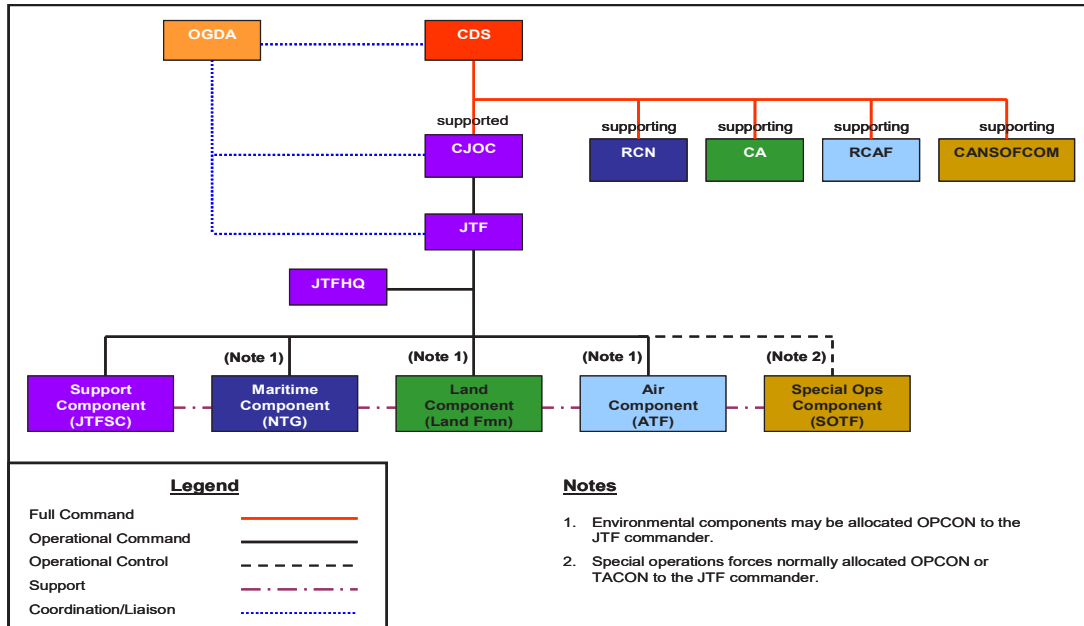 OGDA
CDS
supported
CJOC
supporting
RCN
supporting
CA
supporting
RCAF
supporting
CANSOFCOM
JTF
JTFHQ
(Note 1)
(Note 1)
(Note 1)
(Note 2)
Support
Component
(JTFSC)
Maritime
Component
(NTG)
Land
Component
(Land Fmn)
Air
Component
(ATF)
Special Ops
Component
(SOTF)
Legend
Full Command
Operational Command
Operational Control
Support
Coordination/Liaison
Notes
1. Environmental components may be allocated OPCON to the
JTF commander.
2. Special operations forces normally allocated OPCON or
TACON to the JTF commander.